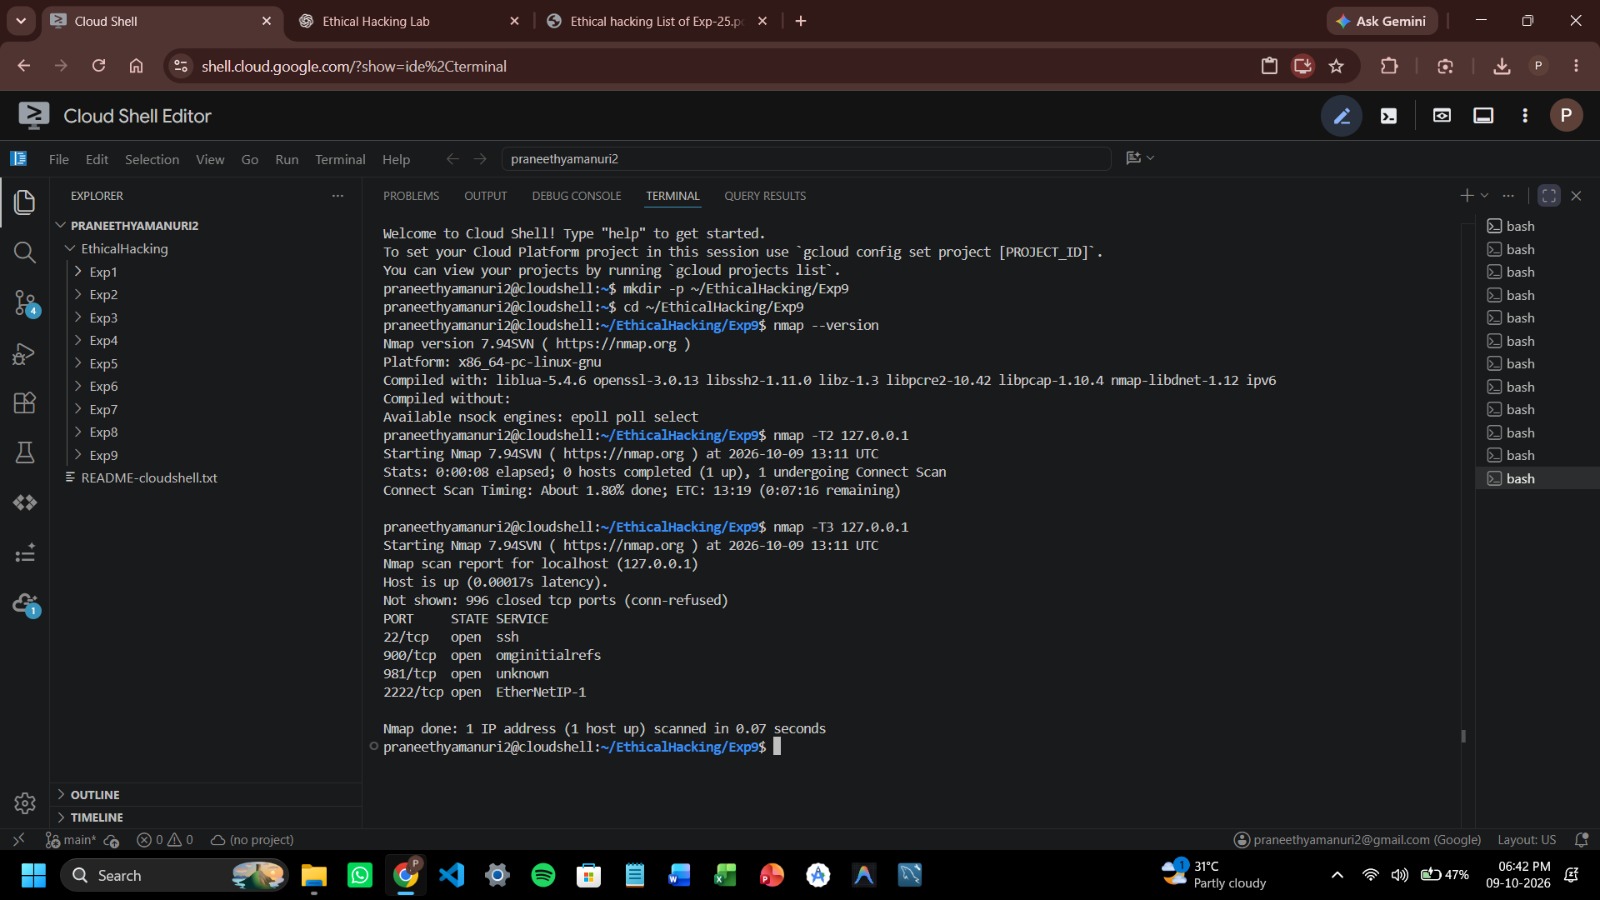 Cloud Shell
Ethical Hacking Lab
Ethical hacking List of Exp-25.p
Ask Gemini
shell.cloud.google.com/?show=ide%2Cterminal
P
Cloud Shell Editor
P
File Edit Selection View Go Run Terminal Help
praneethyamanuri2
EXPLORER
PRANEETHYAMANURI2
EthicalHacking
Exp1
Exp2
Exp3
Exp4
Exp5
Exp6
Exp7
Exp8
Exp9
README-cloudshell.txt
OUTLINE
TIMELINE
4
1
PROBLEMS OUTPUT DEBUG CONSOLE TERMINAL QUERY RESULTS
Welcome to Cloud Shell! Type "help" to get started.
To set your Cloud Platform project in this session use `gcloud config set project [PROJECT_ID]`.
You can view your projects by running `gcloud projects list`.
praneethyamanuri2@cloudshell:~$ mkdir -p ~/EthicalHacking/Exp9
praneethyamanuri2@cloudshell:~$ cd ~/EthicalHacking/Exp9
praneethyamanuri2@cloudshell:~/EthicalHacking/Exp9$ nmap --version
Nmap version 7.94SVN ( https://nmap.org )
Platform: x86_64-pc-linux-gnu
Compiled with: liblua-5.4.6 openssl-3.0.13 libssh2-1.11.0 libz-1.3 libpcre2-10.42 libpcap-1.10.4 nmap-libdnet-1.12 ipv6
Compiled without:
Available nsock engines: epoll poll select
praneethyamanuri2@cloudshell:~/EthicalHacking/Exp9$ nmap -T2 127.0.0.1
Starting Nmap 7.94SVN ( https://nmap.org ) at 2026-10-09 13:11 UTC
Stats: 0:00:08 elapsed; 0 hosts completed (1 up), 1 undergoing Connect Scan
Connect Scan Timing: About 1.80% done; ETC: 13:19 (0:07:16 remaining)
praneethyamanuri2@cloudshell:~/EthicalHacking/Exp9$ nmap -T3 127.0.0.1
Starting Nmap 7.94SVN ( https://nmap.org ) at 2026-10-09 13:11 UTC
Nmap scan report for localhost (127.0.0.1)
Host is up (0.00017s latency).
Not shown: 996 closed tcp ports (conn-refused)
PORT STATE SERVICE
22/tcp open ssh
900/tcp open omginitialrefs
981/tcp open unknown
2222/tcp open EtherNetIP-1
Nmap done: 1 IP address (1 host up) scanned in 0.07 seconds
praneethyamanuri2@cloudshell:~/EthicalHacking/Exp9$
bash
bash
bash
bash
bash
bash
bash
bash
bash
bash
bash
bash
main* 0 0 (no project)
praneethyamanuri2@gmail.com (Google) Layout: US
Search
P
1
31°C
Partly cloudy
47%
06:42 PM
09-10-2026